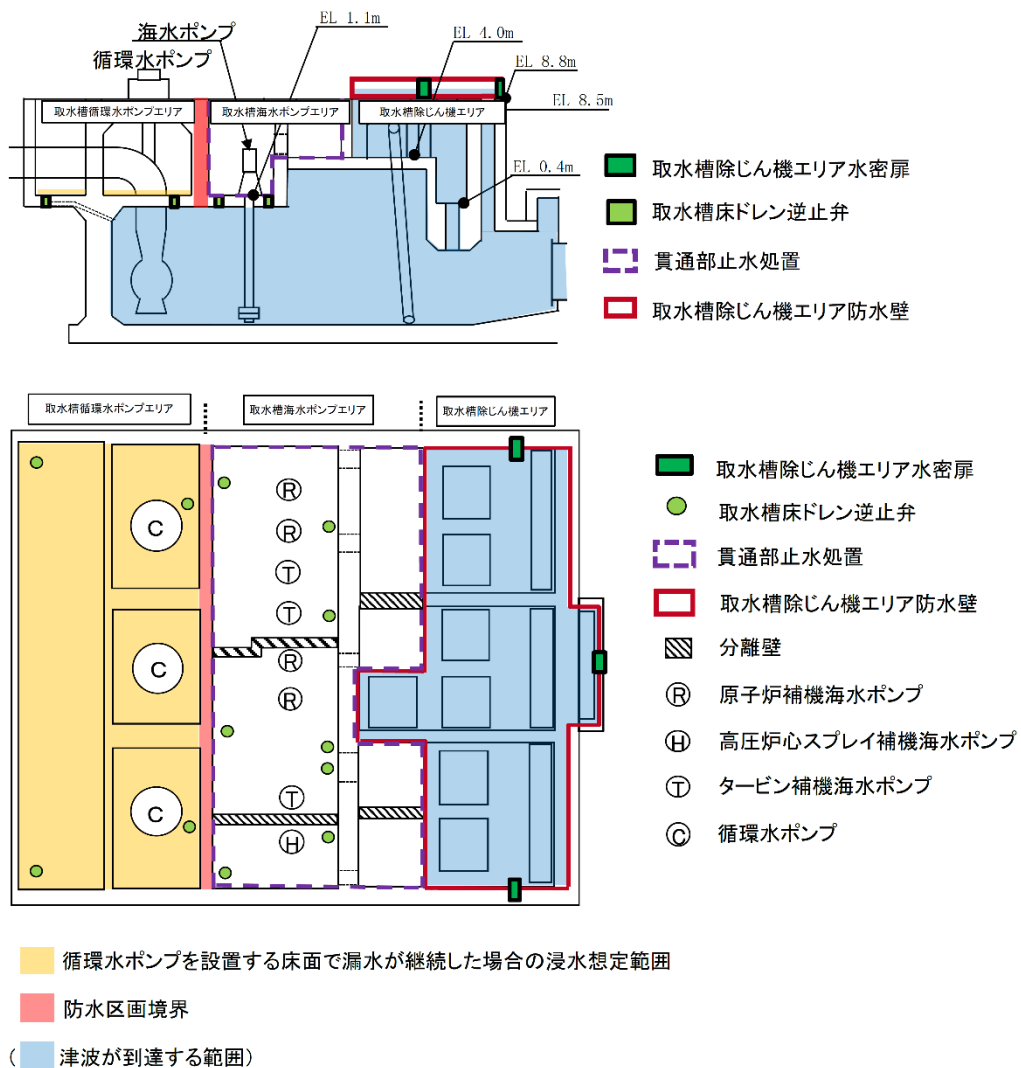 EL 1.1m
海水ポンプ
EL 4.0m
循環水ポンプ
EL 8.8m
EL 8.5m
取水槽循環水ポンプエリア
取水槽海水ポンプエリア
取水槽除じん機エリア
EL 0.4m
取水槽除じん機エリア水密扉
取水槽床ドレン逆止弁
貫通部止水処置
取水槽除じん機エリア防水壁
取水槽循環水ポンプエリア
取水槽海水ポンプエリア
取水槽除じん機エリア
R
R
T
T
R
R
T
H
C
C
C
取水槽除じん機エリア水密扉
取水槽床ドレン逆止弁
貫通部止水処置
取水槽除じん機エリア防水壁
分離壁
Ⓡ 原子炉補機海水ポンプ
Ⓗ 高圧炉心スプレイ補機海水ポンプ
Ⓣ タービン補機海水ポンプ
Ⓒ 循環水ポンプ
循環水ポンプを設置する床面で漏水が継続した場合の浸水想定範囲
防水区画境界
( 津波が到達する範囲)